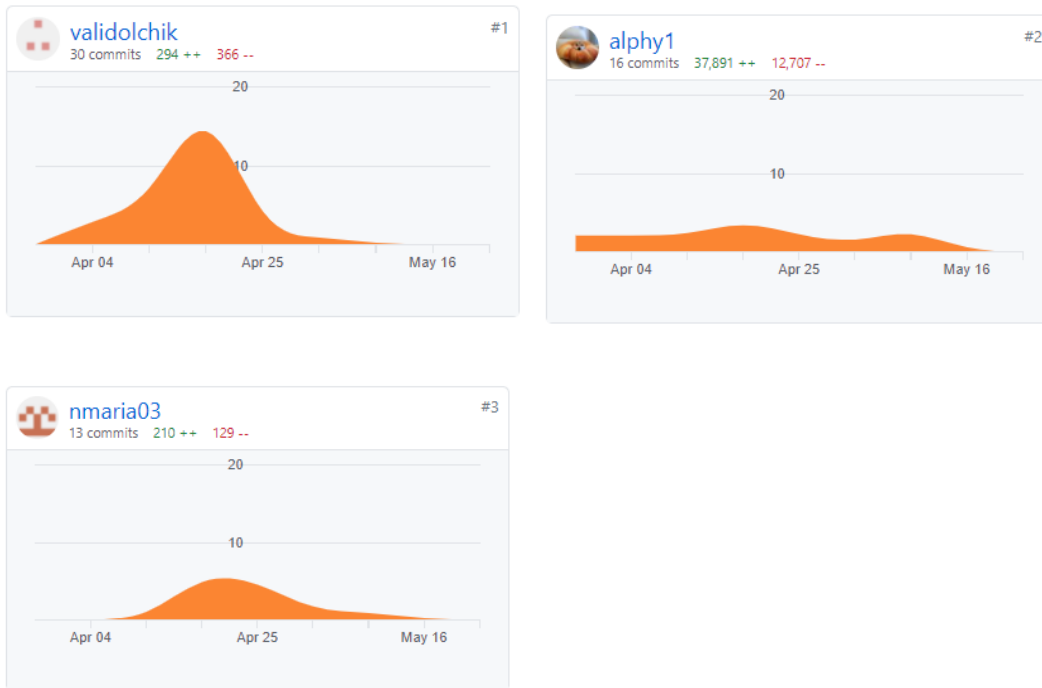 validolchik
#1
30 commits 294 ++ 366 --
20
10
Apr 04 Apr 25 May 16
alphy1
#2
16 commits 37,891 ++ 12,707 --
20
10
Apr 04 Apr 25 May 16
nmaria03
#3
13 commits 210 ++ 129 --
20
10
Apr 04 Apr 25 May 16